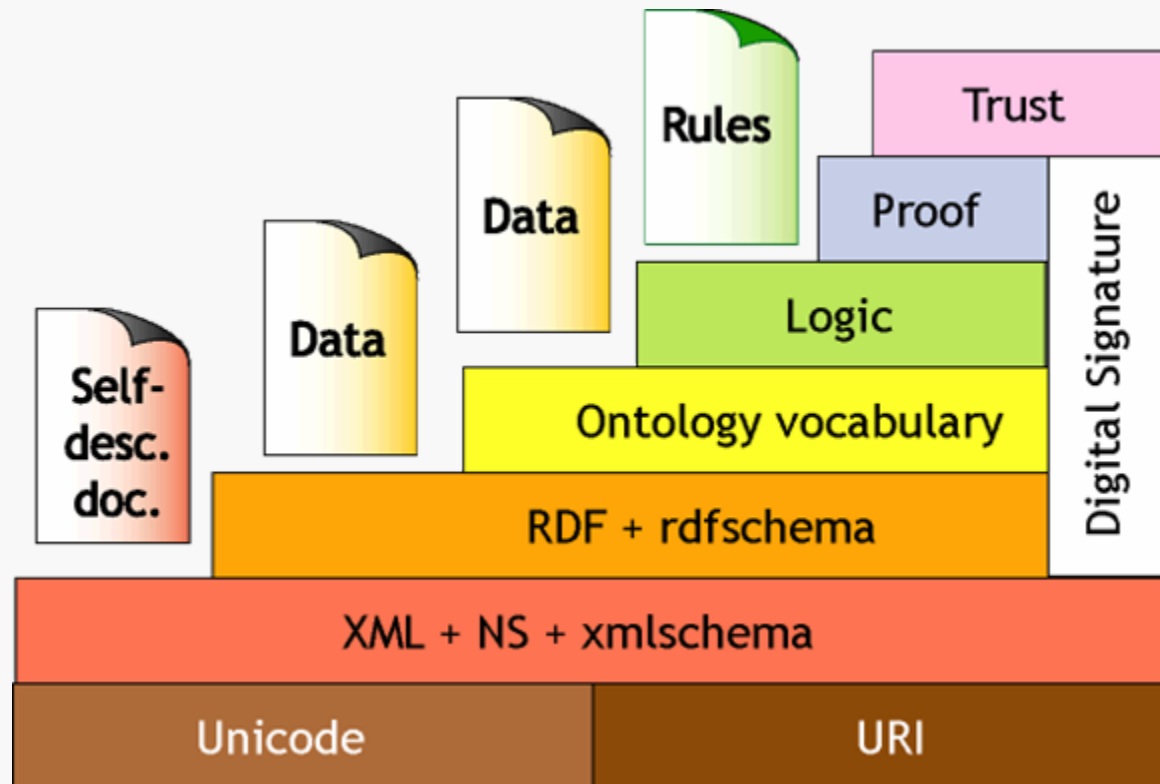 Rules
Trust
Data
Proof
Data
Logic
Self-
desc.
doc.
Ontology vocabulary
Digital Signature
RDF + rdfschema
XML + NS + xmlschema
Unicode
URI